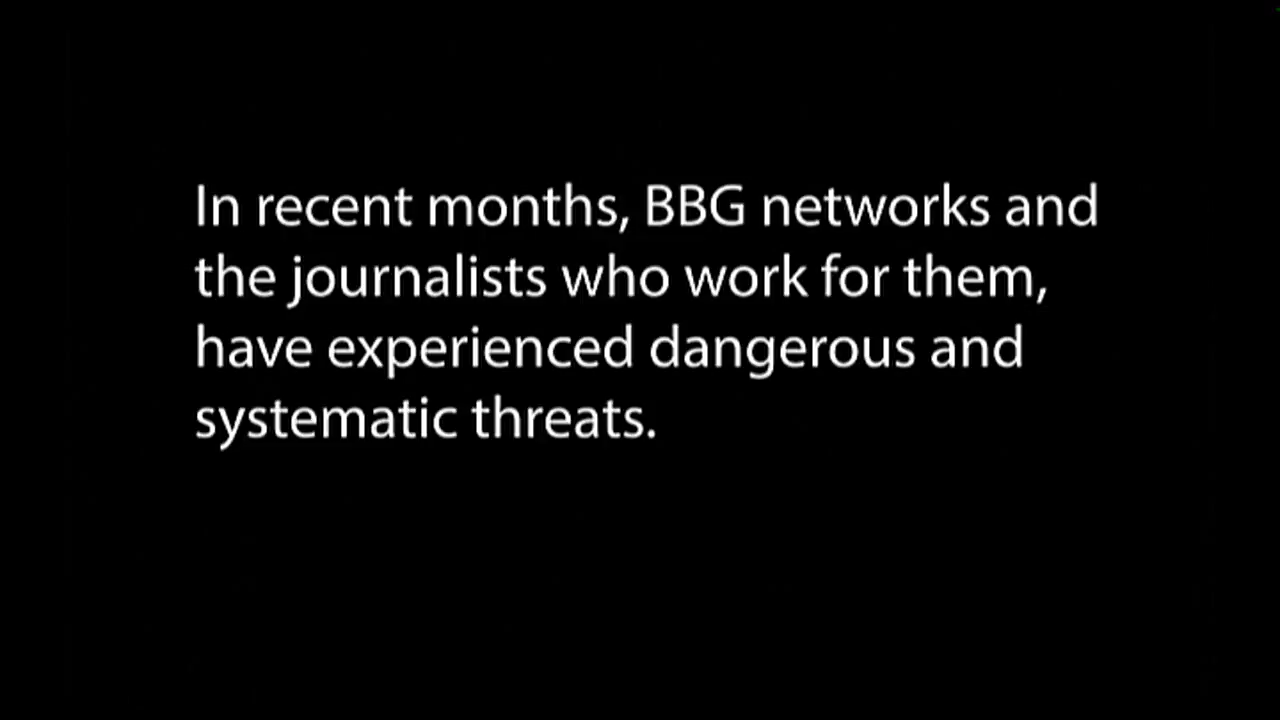 In recent months, BBG networks and
the journalists who work for them,
have experienced dangerous and
systematic threats.